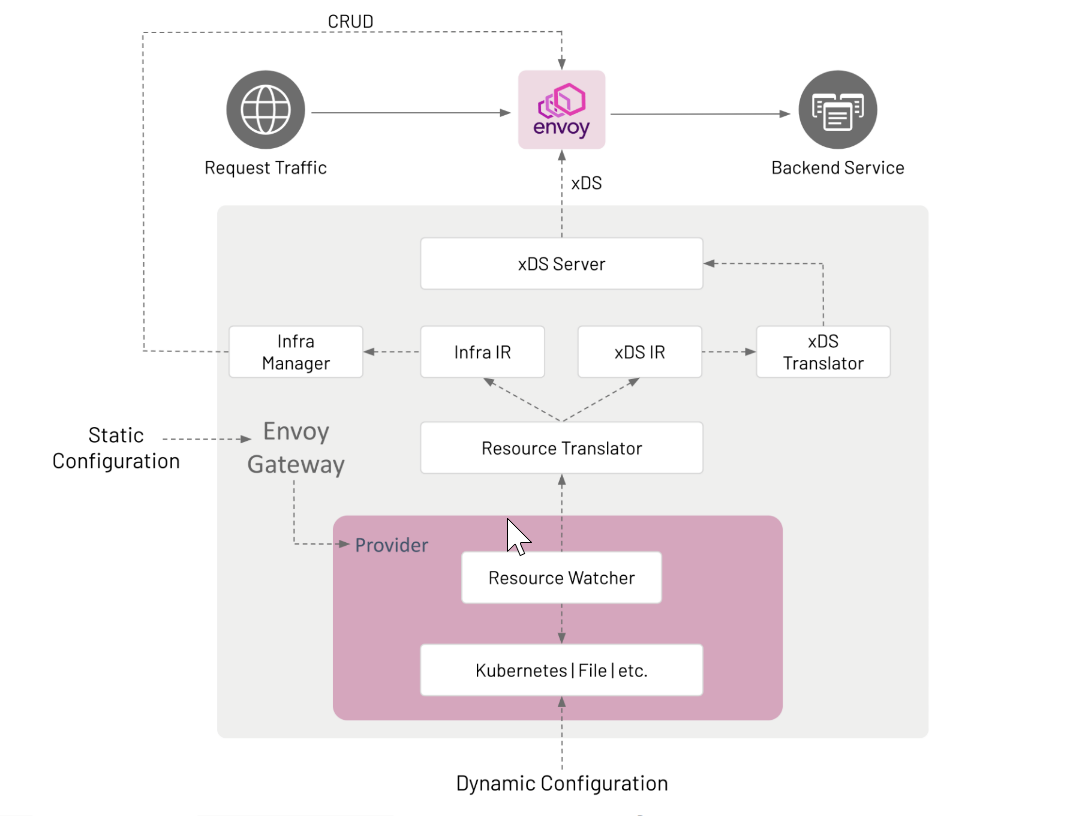 CRUD
envoy
Request Traffic
Backend Service
xDS
xDS Server
Infra
Manager
Infra IR
xDS IR
xDS
Translator
Static
Configuration
Envoy
Gateway
Resource Translator
Provider
Resource Watcher
Kubernetes | File | etc.
Dynamic Configuration